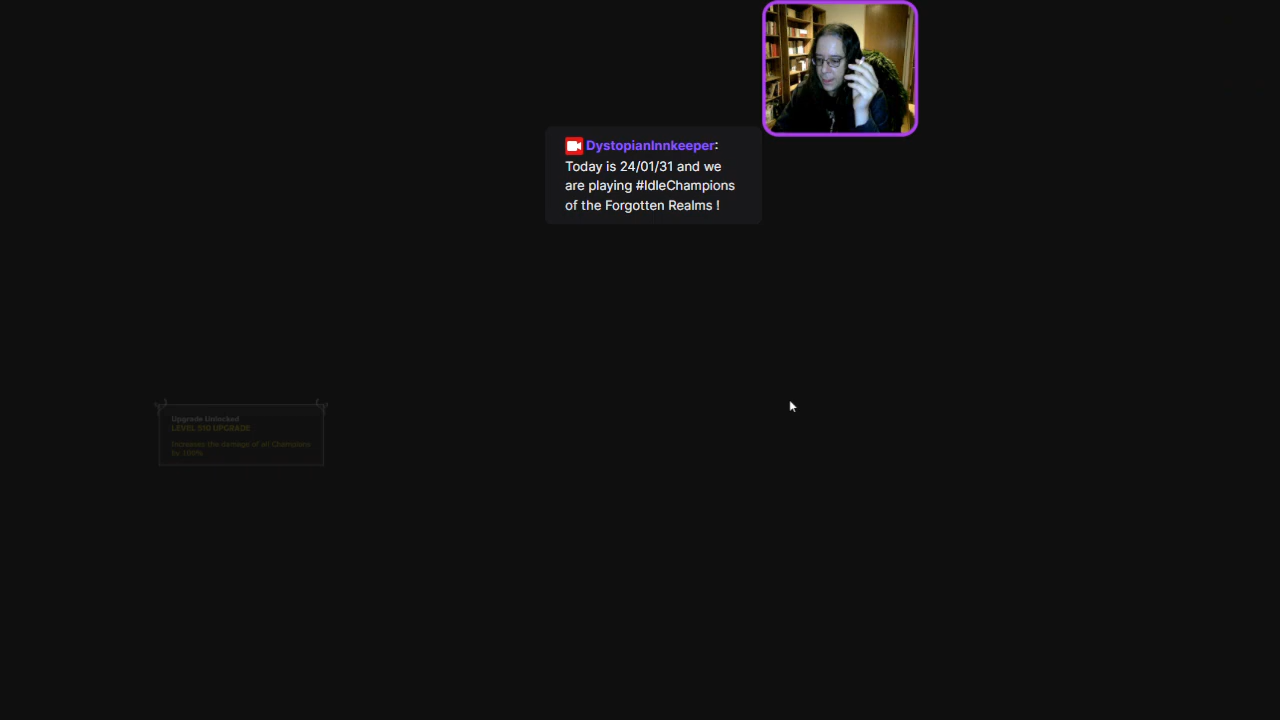 DystopianInnkeeper:
Today is 24/01/31 and we
are playing #IdleChampions
of the Forgotten Realms !
Upgrade Unlocked
LEVEL 510 UPGRADE
Increases the damage of all Champions
by 100%